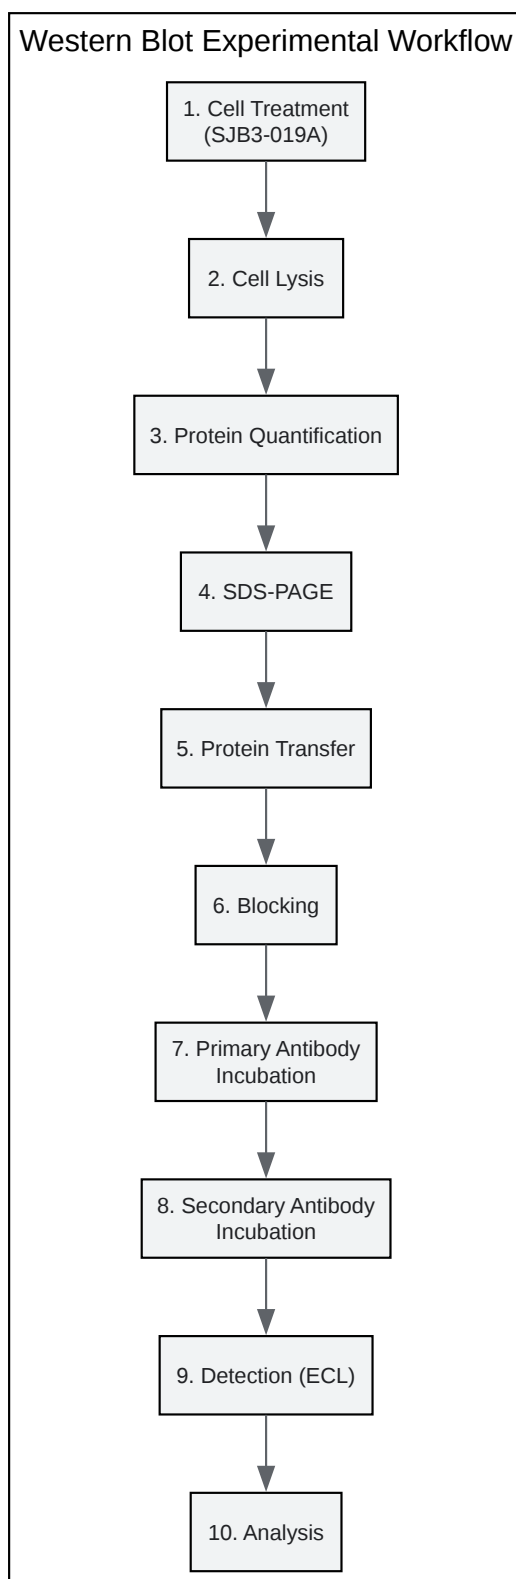 Western Blot Experimental Workflow
1. Cell Treatment
(SJB3-019A)
2. Cell Lysis
3. Protein Quantification
4. SDS-PAGE
5. Protein Transfer
6. Blocking
7. Primary Antibody
Incubation
8. Secondary Antibody
Incubation
9. Detection (ECL)
10. Analysis